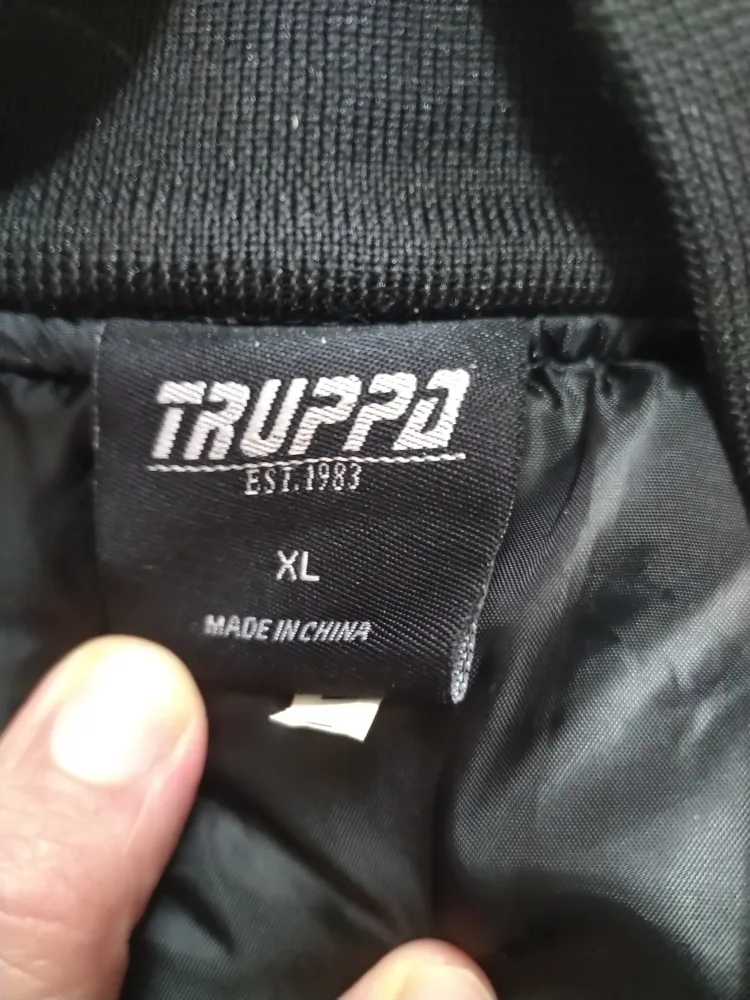 TRUPPO
EST.1983
XL
MADE IN CHINA